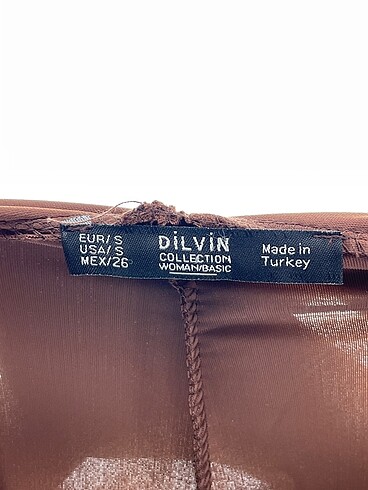 EUR/ S
USA/ S
MEX/26
DiLViN
COLLECTION
WOMAN/BASIC
Made in
Turkey